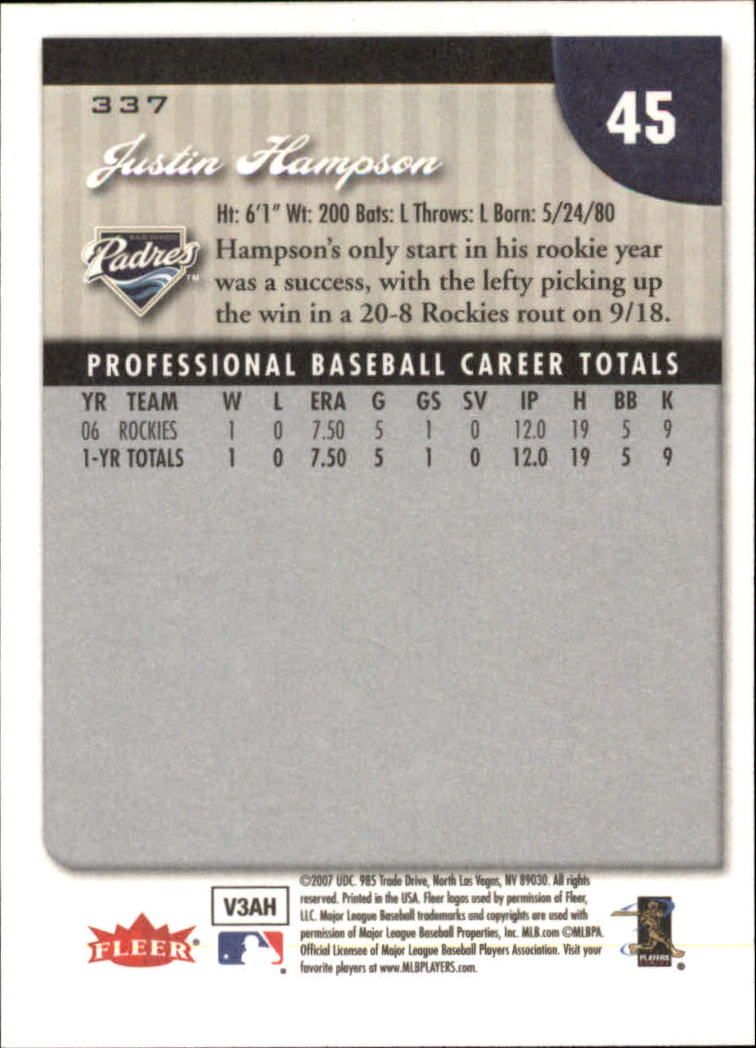 337
45
Justin Hampson
Ht: 6'1" Wt: 200 Bats: L Throws: L Born: 5/24/80
SAN DIEGO
Padres TM
Hampson's only start in his rookie year
was a success, with the lefty picking up
the win in a 20-8 Rockies rout on 9/18.
PROFESSIONAL BASEBALL CAREER TOTALS
YR TEAM W L ERA G GS SV IP H BB K
06 ROCKIES 1 0 7.50 5 1 0 12.0 19 5 9
1-YR TOTALS 1 0 7.50 5 1 0 12.0 19 5 9
FLEER®
V3AH
©2007 UDC. 985 Trade Drive, North Las Vegas, NV 89030. All rights
reserved. Printed in the USA. Fleer logos used by permission of Fleer,
LLC. Major League Baseball trademarks and copyrights are used with
permission of Major League Baseball Properties, Inc. MLB.com ©MLBPA
Official Licensee of Major League Baseball Players Association. Visit your
favorite players at www.MLBPLAYERS.com.
PLAYERS